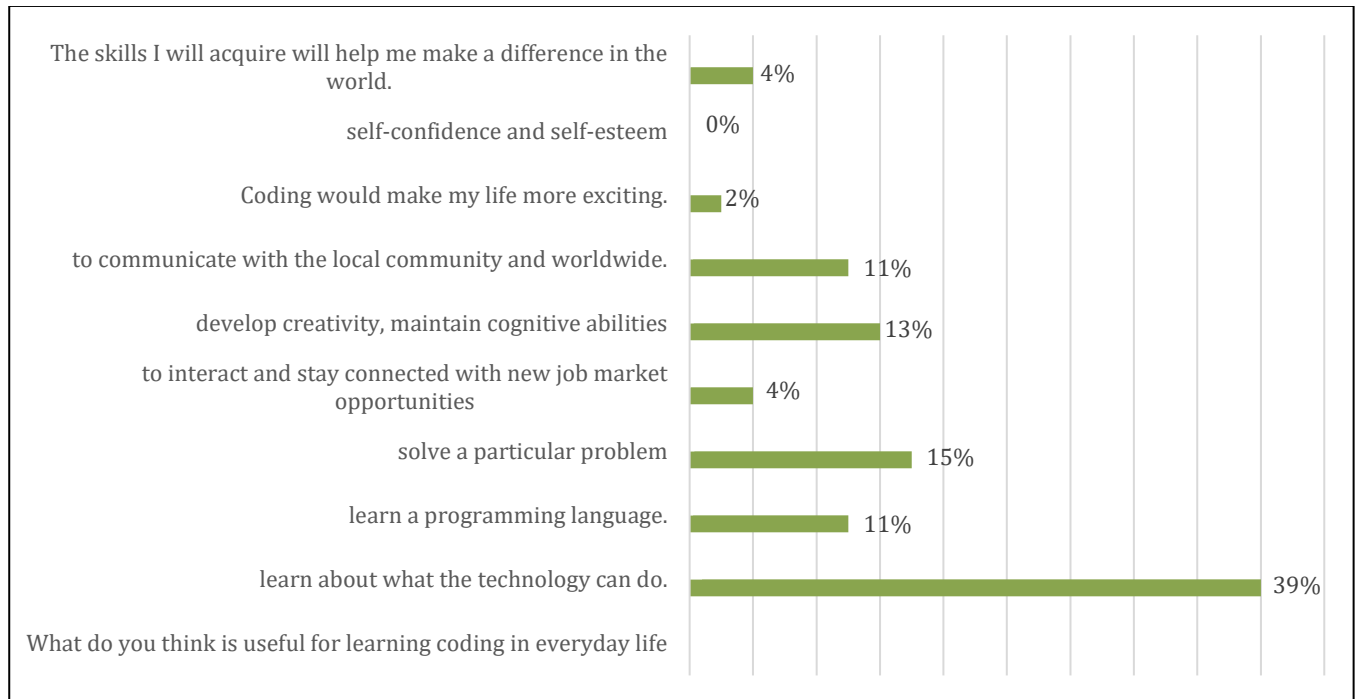 The skills I will acquire will help me make a difference in the
world.
4%
self-confidence and self-esteem
0%
Coding would make my life more exciting.
2%
to communicate with the local community and worldwide.
11%
develop creativity, maintain cognitive abilities
13%
to interact and stay connected with new job market
opportunities
4%
solve a particular problem
15%
learn a programming language.
11%
learn about what the technology can do.
39%
What do you think is useful for learning coding in everyday life